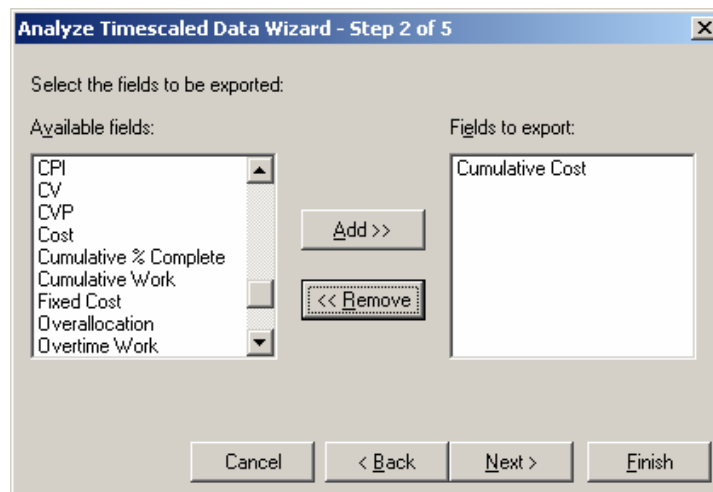 Analyze Timescaled Data Wizard - Step 2 of 5
Select the fields to be exported:
Available fields:
Fields to export:
CPI
CV
CVP
Cost
Cumulative % Complete
Cumulative Work
Fixed Cost
Overallocation
Overtime Work
Add >>
<< Remove
Cumulative Cost
Cancel
< Back
Next >
Finish